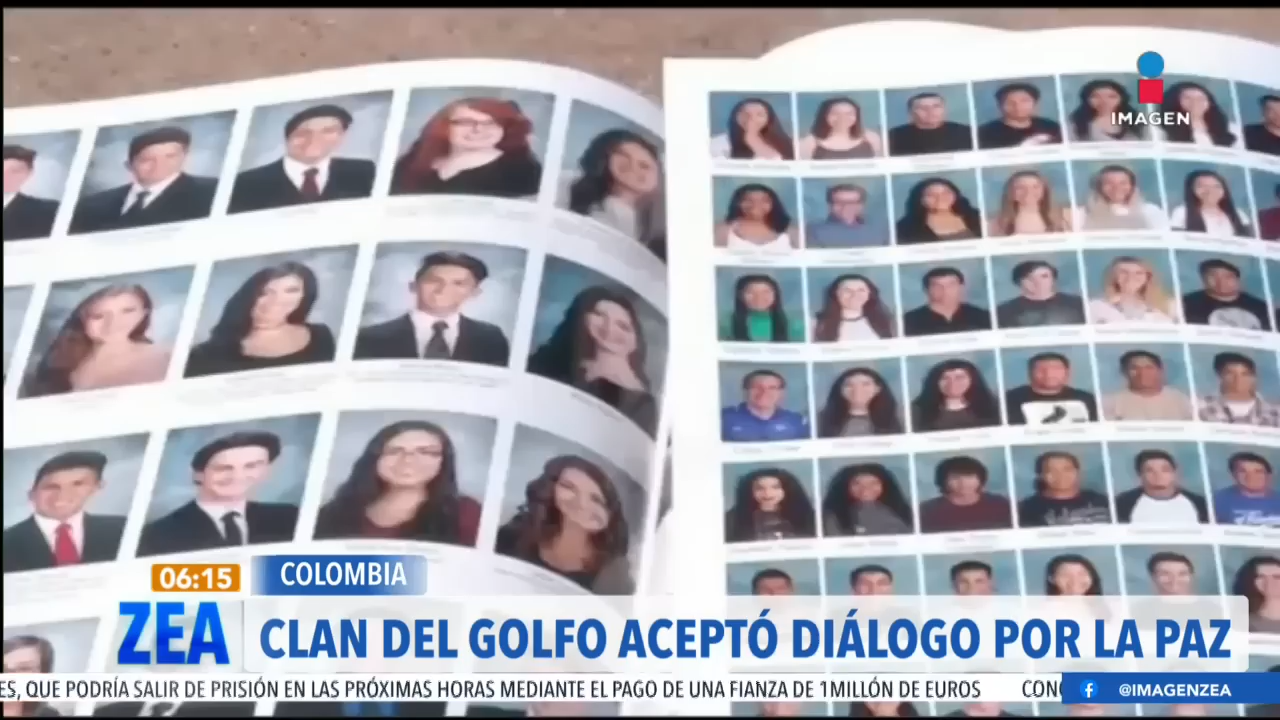 IMAGEN
06:15
COLOMBIA
ZEA
CLAN DEL GOLFO ACEPTÓ DIÁLOGO POR LA PAZ
ES, QUE PODRÍA SALIR DE PRISIÓN EN LAS PRÓXIMAS HORAS MEDIANTE EL PAGO DE UNA FIANZA DE 1MILLÓN DE EUROS
@IMAGENZEA